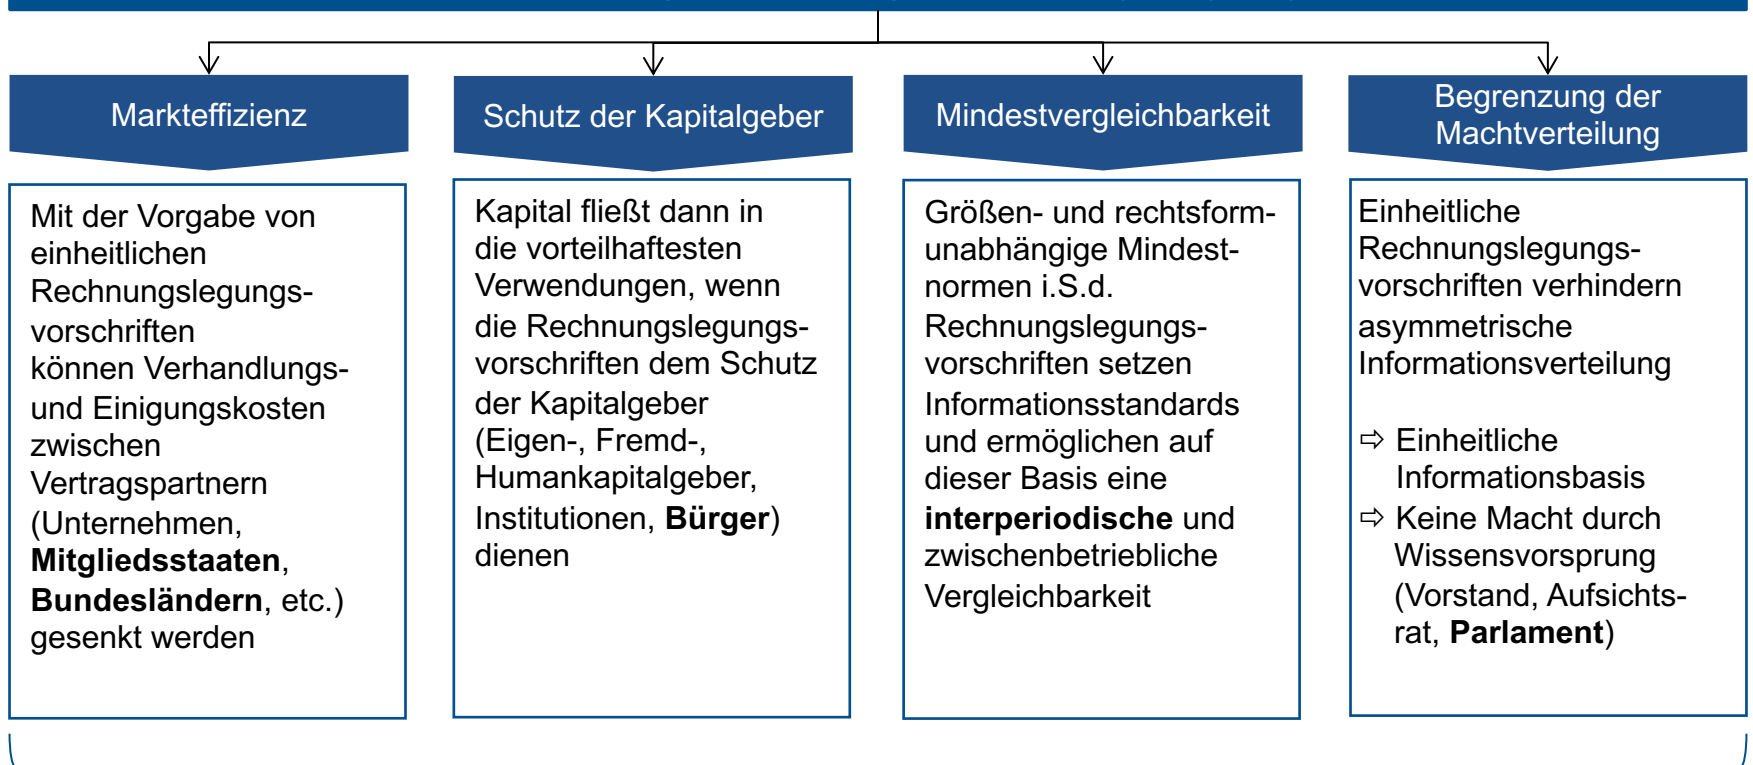 Markteffizienz
Mit der Vorgabe von
einheitlichen
Rechnungslegungs-
vorschriften
können Verhandlungs-
und Einigungskosten
zwischen
Vertragspartnern
(Unternehmen,
Mitgliedsstaaten,
Bundesländern, etc.)
gesenkt werden
Schutz der Kapitalgeber
Kapital fließt dann in
die vorteilhaftesten
Verwendungen, wenn
die Rechnungslegungs-
vorschriften dem Schutz
der Kapitalgeber
(Eigen-, Fremd-,
Humankapitalgeber,
Institutionen, Bürger)
dienen
Mindestvergleichbarkeit
Größen- und rechtsform-
unabhängige Mindest-
normen i.S.d.
Rechnungslegungs-
vorschriften setzen
Informationsstandards
und ermöglichen auf
dieser Basis eine
interperiodische und
zwischenbetriebliche
Vergleichbarkeit
Begrenzung der
Machtverteilung
Einheitliche
Rechnungslegungs-
vorschriften verhindern
asymmetrische
Informationsverteilung
⇨ Einheitliche
Informationsbasis
⇨ Keine Macht durch
Wissensvorsprung
(Vorstand, Aufsichts-
rat, Parlament)